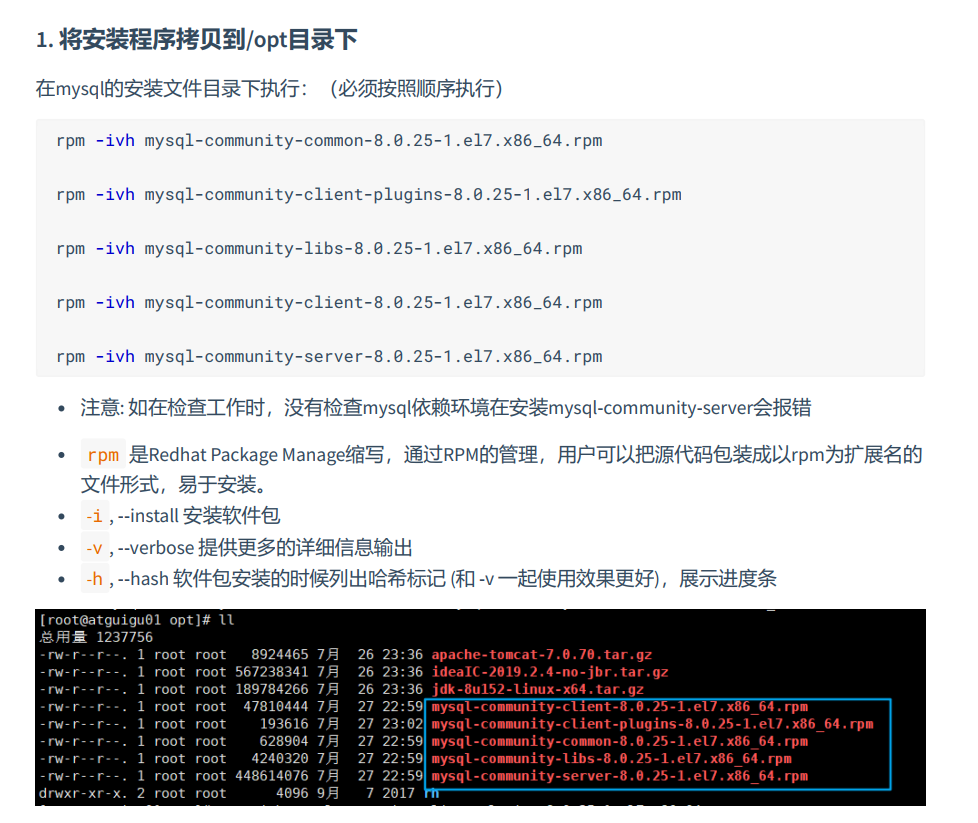 1. 将安装程序拷贝到/opt目录下
在mysql的安装文件目录下执行：（必须按照顺序执行）
rpm -ivh mysql-community-common-8.0.25-1.el7.x86_64.rpm
rpm -ivh mysql-community-client-plugins-8.0.25-1.el7.x86_64.rpm
rpm -ivh mysql-community-libs-8.0.25-1.el7.x86_64.rpm
rpm -ivh mysql-community-client-8.0.25-1.el7.x86_64.rpm
rpm -ivh mysql-community-server-8.0.25-1.el7.x86_64.rpm
• 注意: 如在检查工作时，没有检查mysql依赖环境在安装mysql-community-server会报错
• rpm 是Redhat Package Manage缩写，通过RPM的管理，用户可以把源代码包装成以rpm为扩展名的
文件形式，易于安装。
• -i , --install 安装软件包
• -v , --verbose 提供更多的详细信息输出
• -h , --hash 软件包安装的时候列出哈希标记 (和 -v 一起使用效果更好)，展示进度条
[root@atguigu01 opt]# ll
总用量 1237756
-rw-r--r--. 1 root root 8924465 7月 26 23:36 apache-tomcat-7.0.70.tar.gz
-rw-r--r--. 1 root root 567238341 7月 26 23:36 ideaIC-2019.2.4-no-jbr.tar.gz
-rw-r--r--. 1 root root 189784266 7月 26 23:36 jdk-8u152-linux-x64.tar.gz
-rw-r--r--. 1 root root 47810444 7月 27 22:59 mysql-community-client-8.0.25-1.el7.x86_64.rpm
-rw-r--r--. 1 root root 193616 7月 27 23:02 mysql-community-client-plugins-8.0.25-1.el7.x86_64.rpm
-rw-r--r--. 1 root root 628904 7月 27 22:59 mysql-community-common-8.0.25-1.el7.x86_64.rpm
-rw-r--r--. 1 root root 4240320 7月 27 22:59 mysql-community-libs-8.0.25-1.el7.x86_64.rpm
-rw-r--r--. 1 root root 448614076 7月 27 22:59 mysql-community-server-8.0.25-1.el7.x86_64.rpm
drwxr-xr-x. 2 root root 4096 9月 7 2017 rh